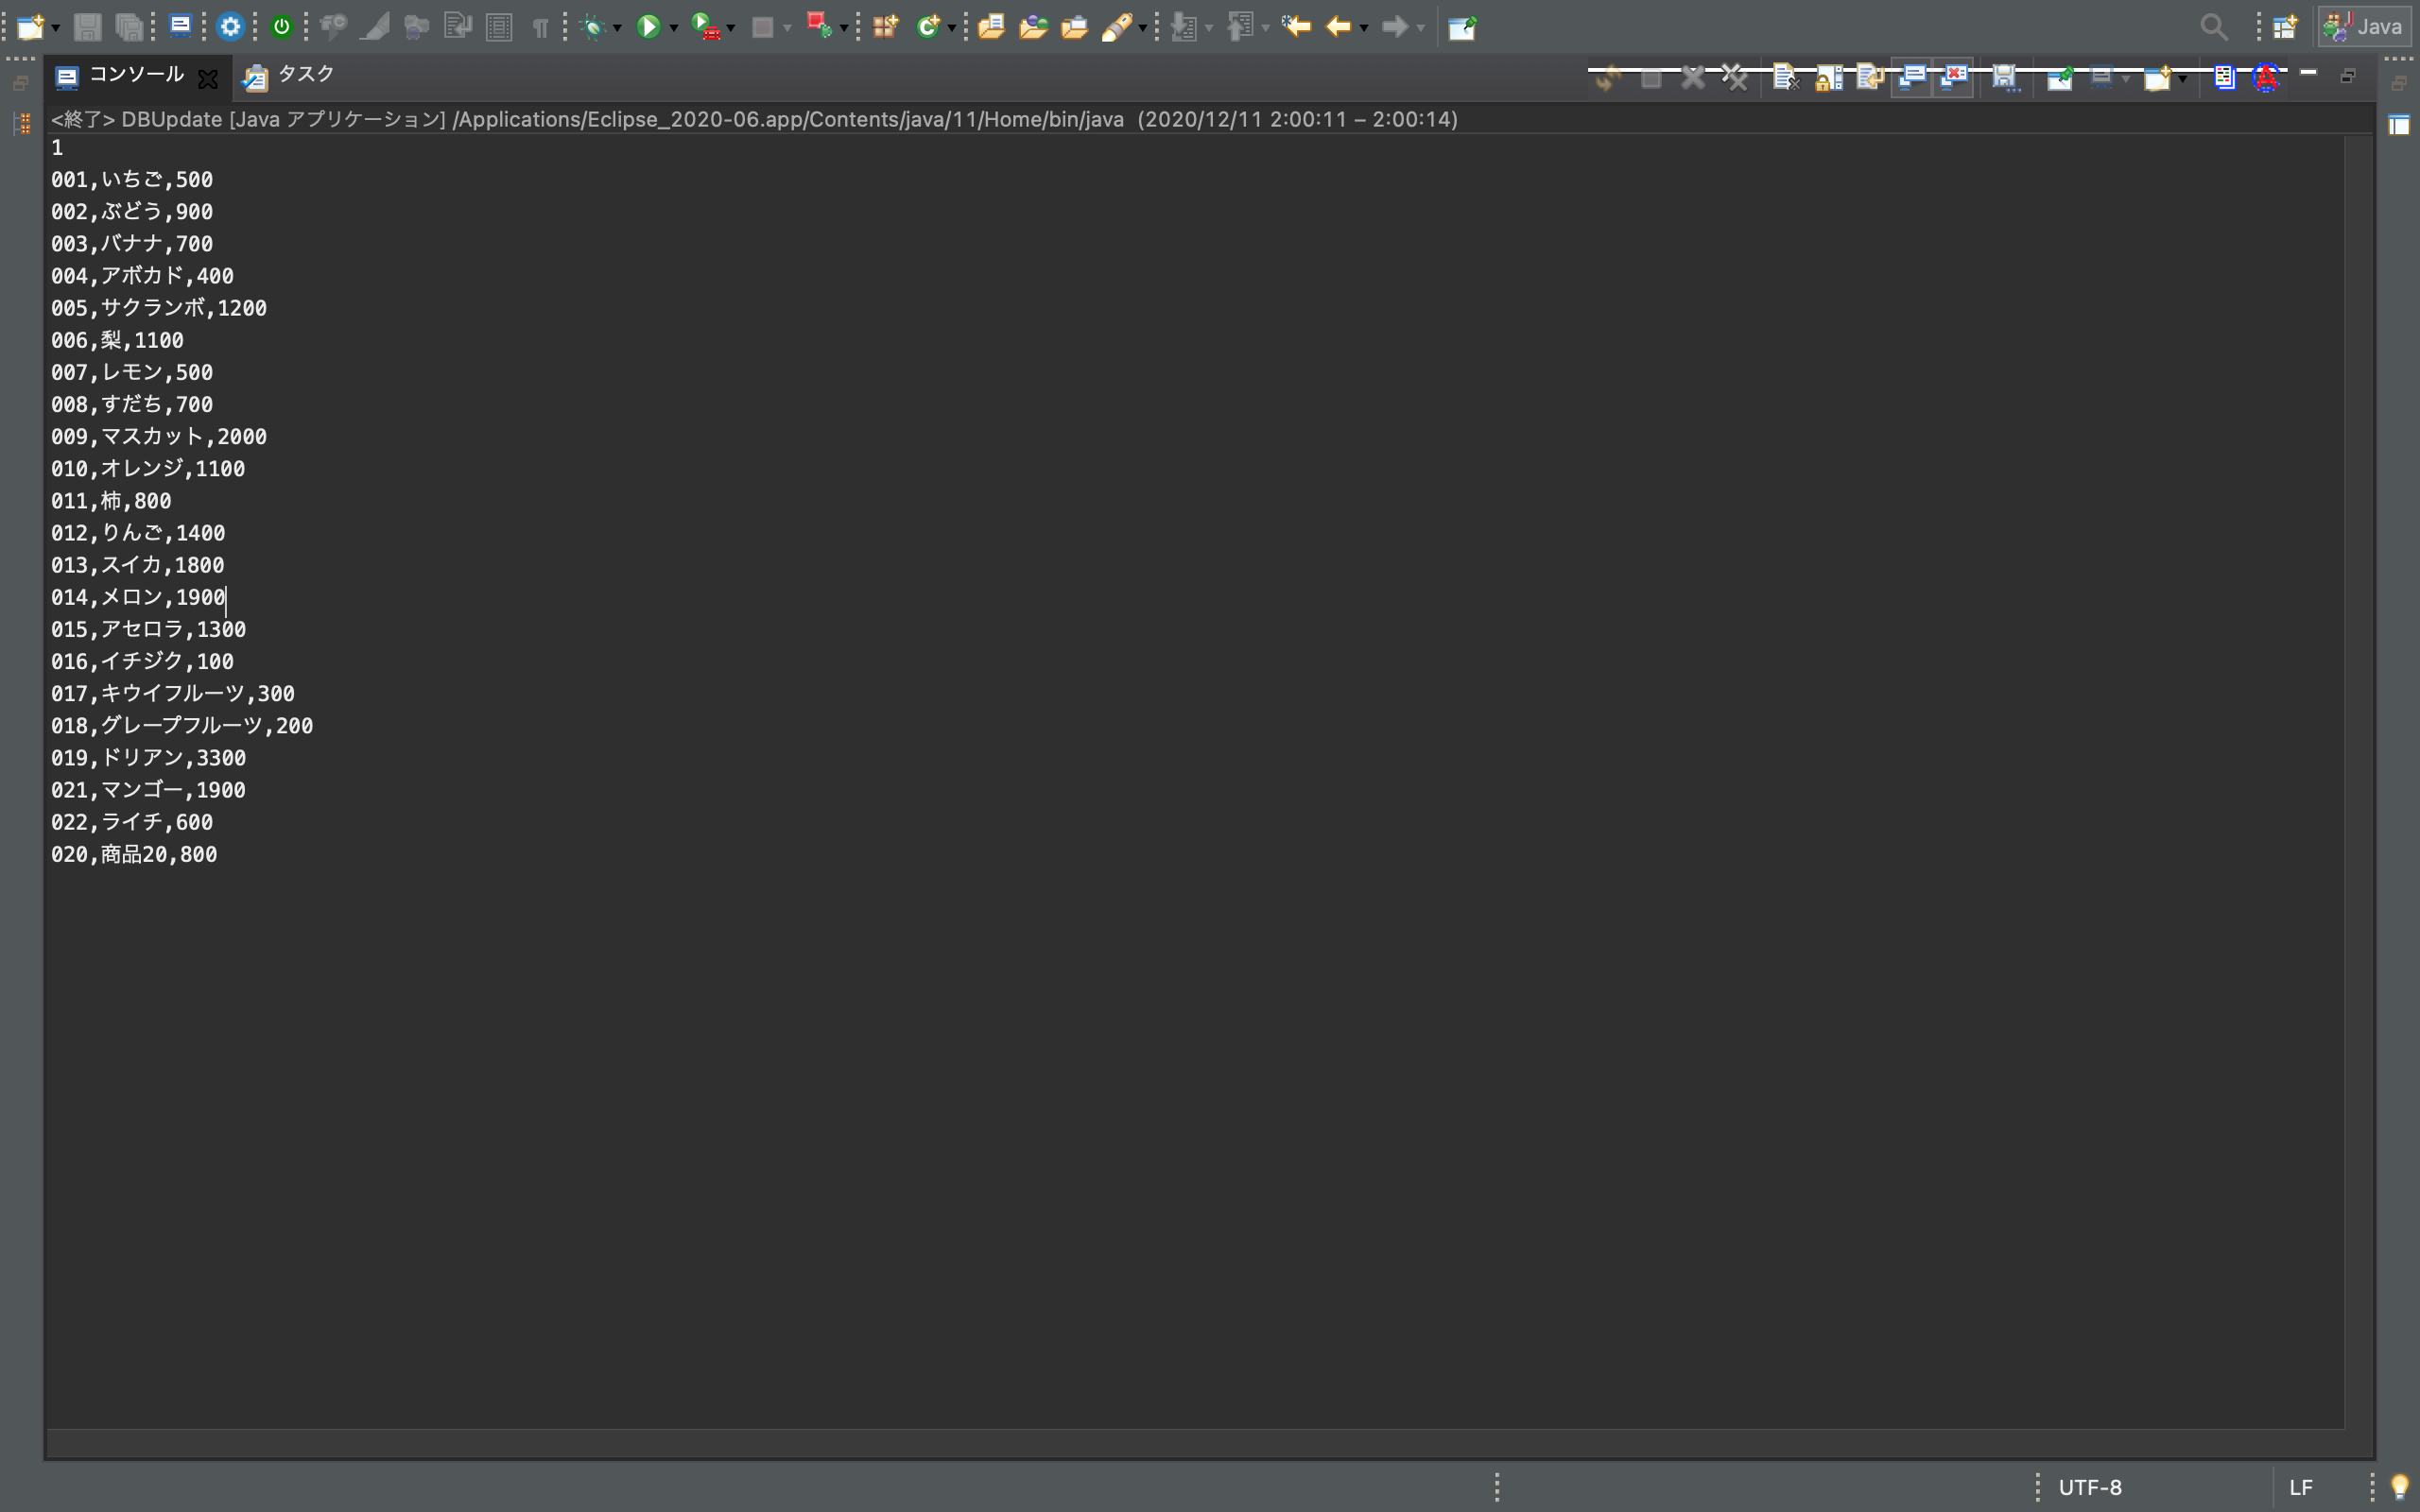 Java
コンソール タスク
<終了> DBUpdate [Java アプリケーション] /Applications/Eclipse_2020-06.app/Contents/java/11/Home/bin/java (2020/12/11 2:00:11 – 2:00:14)
1
001,いちご,500
002,ぶどう,900
003,バナナ,700
004,アボカド,400
005,サクランボ,1200
006,梨,1100
007,レモン,500
008,すだち,700
009,マスカット,2000
010,オレンジ,1100
011,柿,800
012,りんご,1400
013,スイカ,1800
014,メロン,1900
015,アセロラ,1300
016,イチジク,100
017,キウイフルーツ,300
018,グレープフルーツ,200
019,ドリアン,3300
021,マンゴー,1900
022,ライチ,600
020,商品20,800
UTF-8 LF